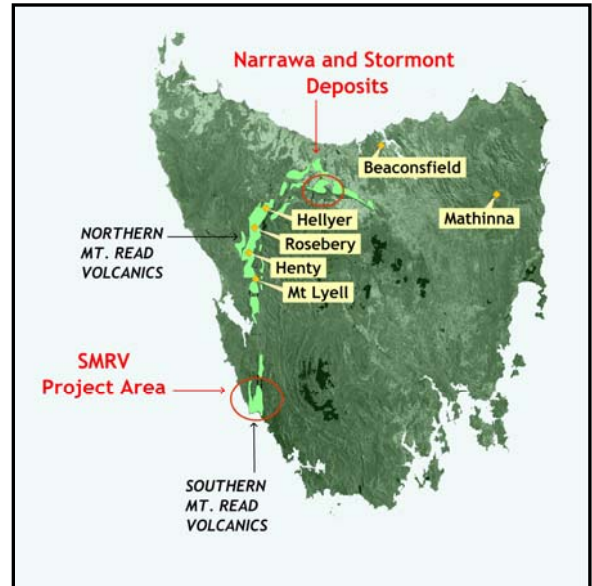 Narrawa and Stormont
Deposits
Beaconsfield
Mathinna
Hellyer
NORTHERN
MT. READ
VOLCANICS
Rosebery
Henty
Mt Lyell
SMRV
Project Area
SOUTHERN
MT. READ
VOLCANICS